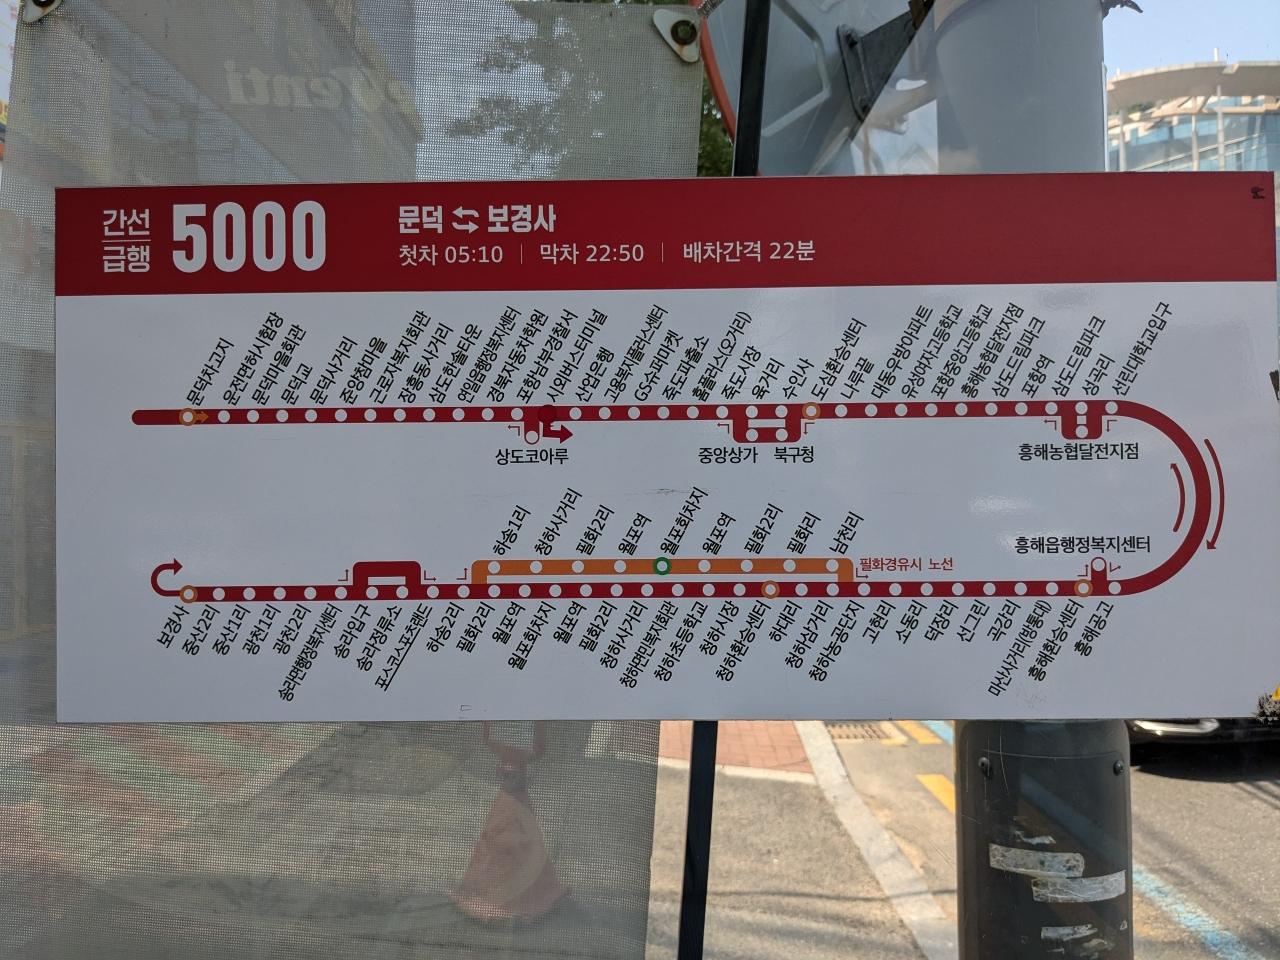 간선
급행
5000
문덕 보경사
첫차 05:10 | 막차 22:50 | 배차간격 22분
문덕차고지
운전면허시험장
문덕마을회관
문덕교
문덕사거리
근로자복지회관
장흥동사거리
삼도한솔타운
연일읍행정복지센터
경북자동차학원
포항남부경찰서
시외버스터미널
산업은행
고용복지플러스센터
GS슈퍼마켓
죽도파출소
홈플러스(오거리)
죽도시장
육거리
수인사
도심환승센터
나루끝
대동우방아파트
유성여자고등학교
포항중앙고등학교
흥해농협달전지점
삼도드림파크
포항역
삼도드림파크
성곡리
선린대학교입구
상도코아루
중앙상가
북구청
흥해농협달전지점
흥해읍행정복지센터
하송1리
청하사거리
필화2리
월포역
월포회차지
월포역
필화2리
필화리
남천리
필화경유시 노선
보경사
중산2리
중산1리
광천1리
광천2리
송라면행정복지센터
송라입구
송라정류소
포스코스포츠랜드
하송2리
필화2리
월포역
월포회차지
월포역
필화2리
청하사거리
청하면민복지회관
청하초등학교
청하시장
청하환승센터
하대리
청하삼거리
청하농공단지
고현리
소동리
덕장리
선그린
곡강리
마산사거리(한통대)
흥해환승센터
흥해공고
Venti